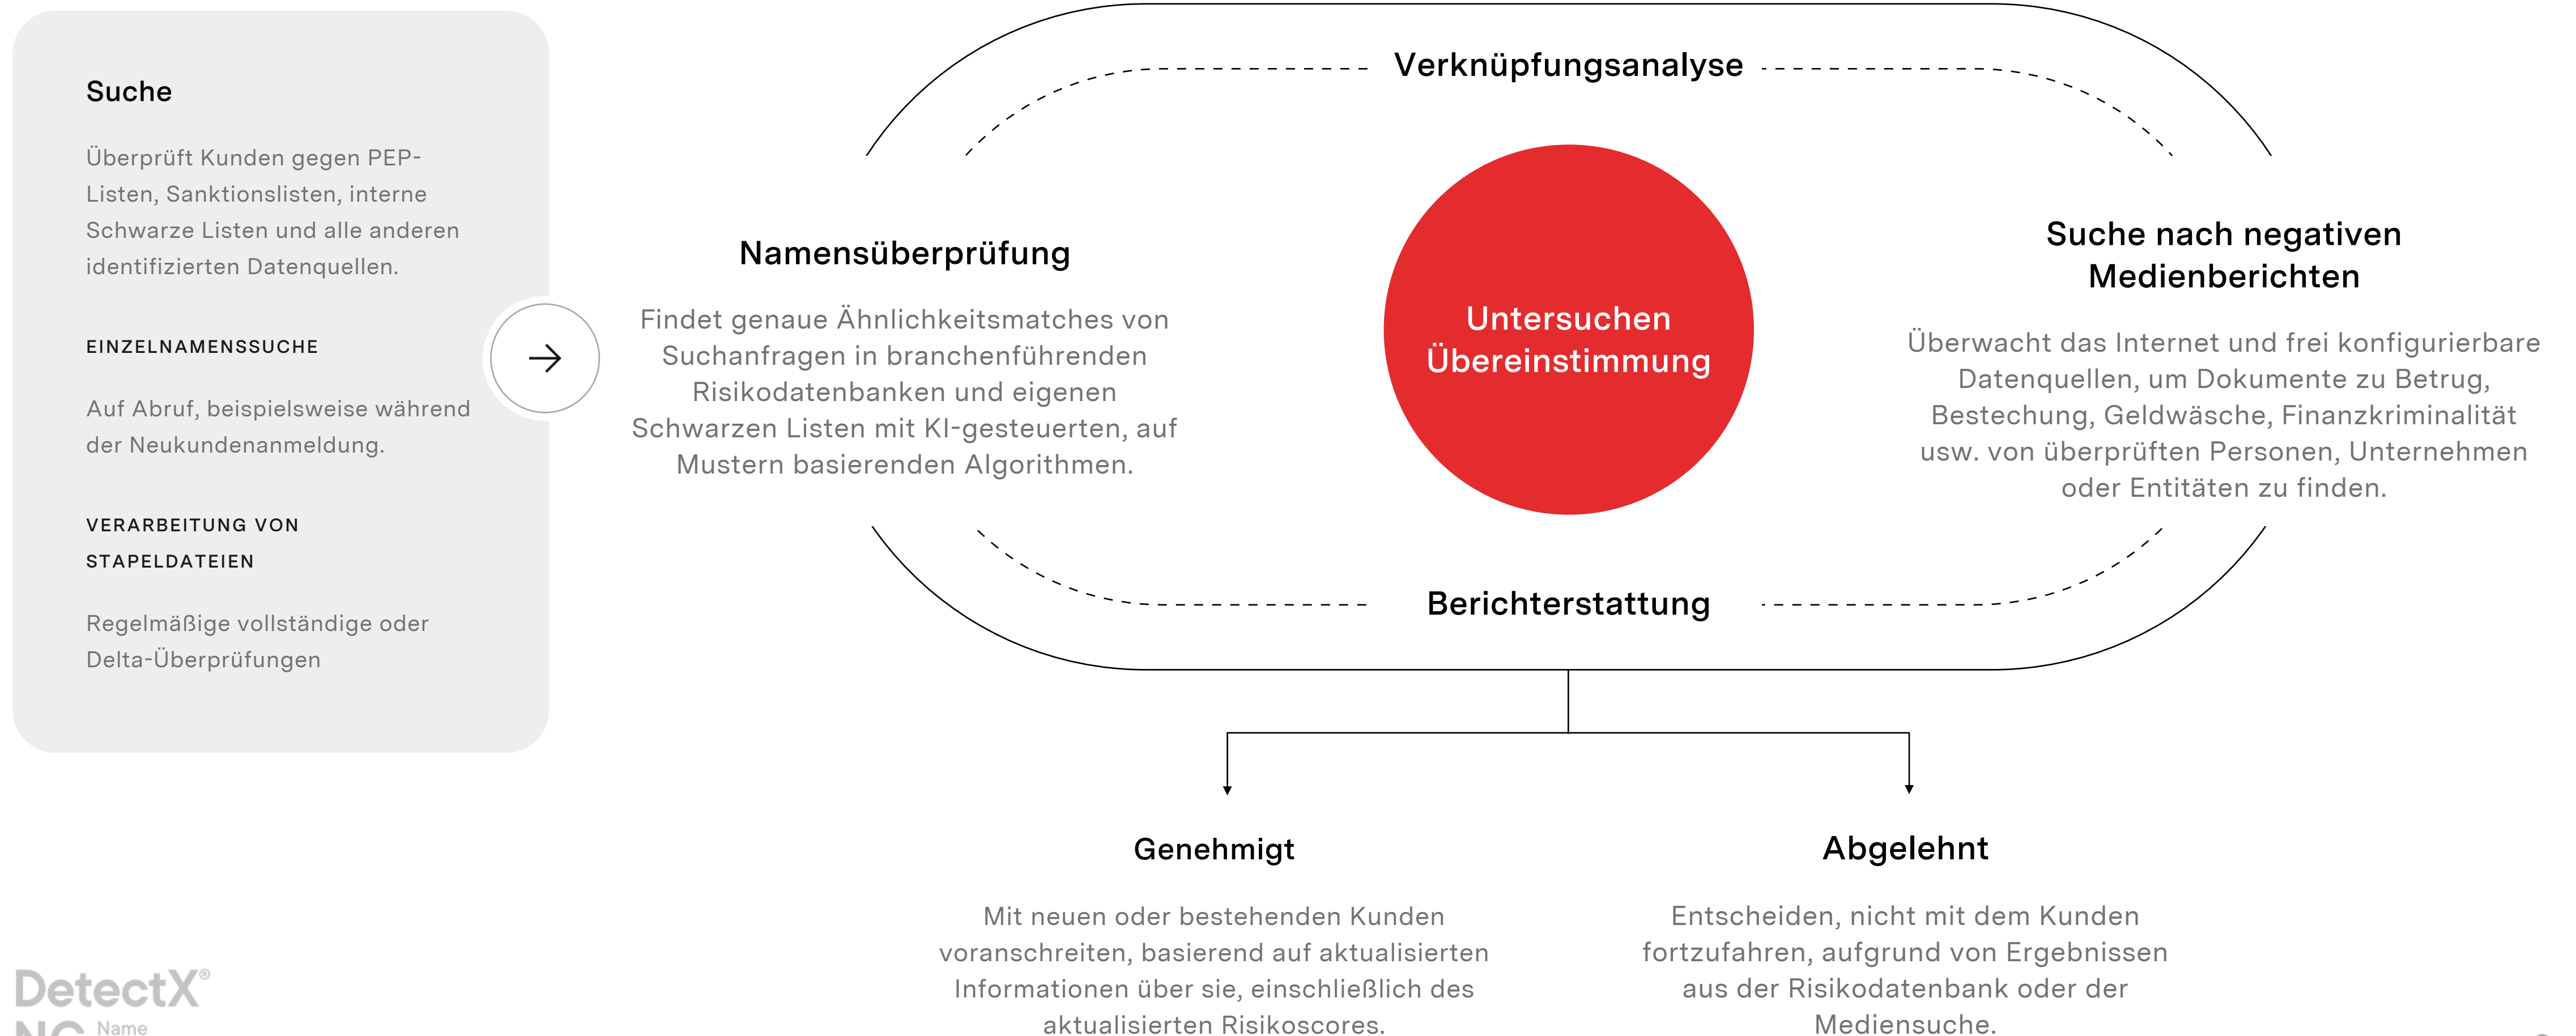 Suche
Überprüft Kunden gegen PEP-
Listen, Sanktionslisten, interne
Schwarze Listen und alle anderen
identifizierten Datenquellen.
EINZELNAMENSSUCHE
Auf Abruf, beispielsweise während
der Neukundenanmeldung.
VERARBEITUNG VON
STAPELDATEIEN
Regelmäßige vollständige oder
Delta-Überprüfungen
Verknüpfungsanalyse
Namensüberprüfung
Findet genaue Ähnlichkeitsmatches von
Suchanfragen in branchenführenden
Risikodatenbanken und eigenen
Schwarzen Listen mit KI-gesteuerten, auf
Mustern basierenden Algorithmen.
Untersuchen
Übereinstimmung
Suche nach negativen
Medienberichten
Überwacht das Internet und frei konfigurierbare
Datenquellen, um Dokumente zu Betrug,
Bestechung, Geldwäsche, Finanzkriminalität
usw. von überprüften Personen, Unternehmen
oder Entitäten zu finden.
Berichterstattung
Genehmigt
Mit neuen oder bestehenden Kunden
voranschreiten, basierend auf aktualisierten
Informationen über sie, einschließlich des
aktualisierten Risikoscores.
Abgelehnt
Entscheiden, nicht mit dem Kunden
fortzufahren, aufgrund von Ergebnissen
aus der Risikodatenbank oder der
Mediensuche.
DetectX®
NC Name